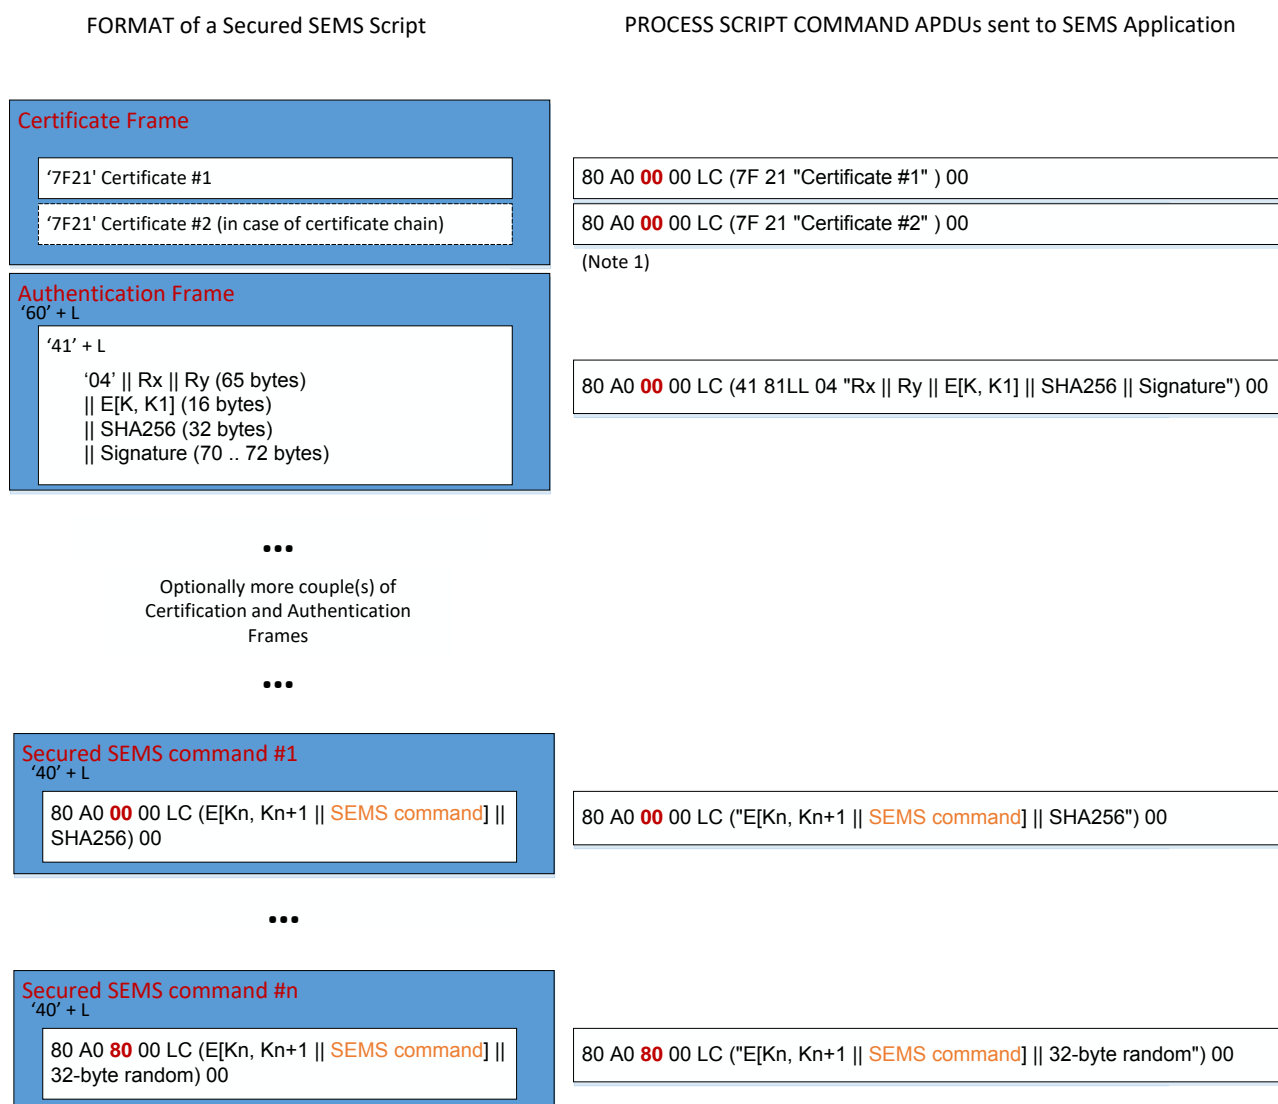 FORMAT of a Secured SEMS Script
PROCESS SCRIPT COMMAND APDUs sent to SEMS Application
Certificate Frame
‘7F21' Certificate #1
80 A0 00 00 LC (7F 21 "Certificate #1" ) 00
‘7F21' Certificate #2 (in case of certificate chain)
80 A0 00 00 LC (7F 21 "Certificate #2" ) 00
(Note 1)
Authentication Frame
‘60’ + L
‘41’ + L
‘04’ || Rx || Ry (65 bytes)
|| E[K, K1] (16 bytes)
|| SHA256 (32 bytes)
|| Signature (70 .. 72 bytes)
80 A0 00 00 LC (41 81LL 04 "Rx || Ry || E[K, K1] || SHA256 || Signature") 00
...
Optionally more couple(s) of
Certification and Authentication
Frames
...
Secured SEMS command #1
‘40’ + L
80 A0 00 00 LC (E[Kn, Kn+1 || SEMS command] ||
SHA256) 00
80 A0 00 00 LC ("E[Kn, Kn+1 || SEMS command] || SHA256") 00
...
Secured SEMS command #n
‘40’ + L
80 A0 80 00 LC (E[Kn, Kn+1 || SEMS command] ||
32-byte random) 00
80 A0 80 00 LC ("E[Kn, Kn+1 || SEMS command] || 32-byte random") 00